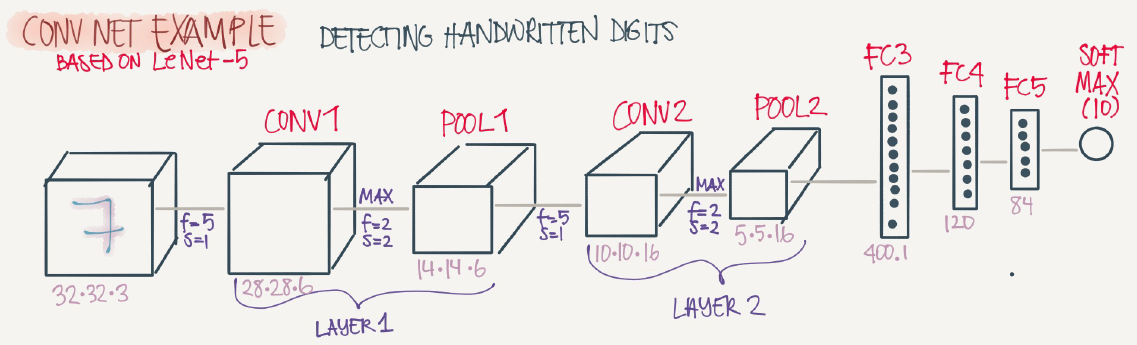 CONV NET EXAMPLE
BASED ON LeNet-5
DETECTING HANDWRITTEN DIGITS
7
32·32·3
f=5
S=1
CONV1
28·28·6
MAX
f=2
S=2
POOL1
14·14·6
LAYER 1
f=5
S=1
CONV2
10·10·16
MAX
f=2
S=2
POOL2
5·5·16
LAYER 2
FC3
400.1
FC4
120
FC5
84
SOFT
MAX
(10)